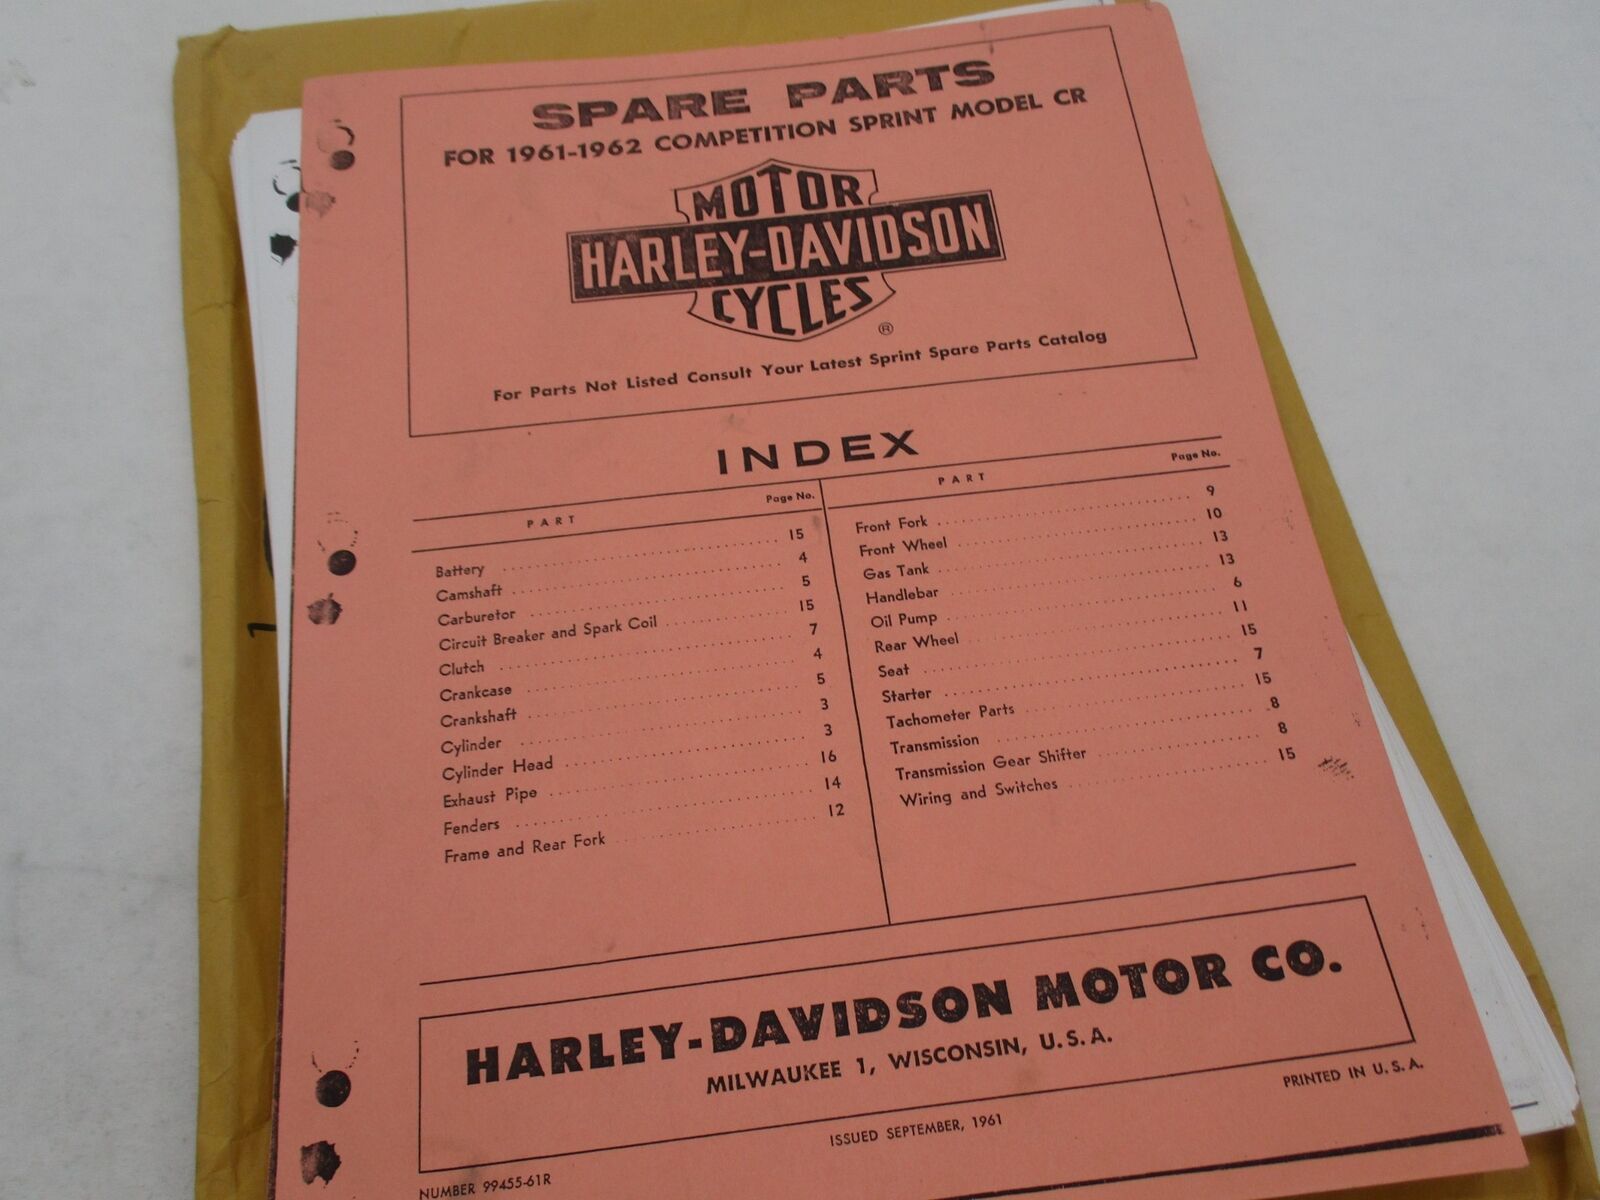 SPARE PARTS
FOR 1961-1962 COMPETITION SPRINT MODEL CR
MOTOR
HARLEY-DAVIDSON
CYCLES
®
For Parts Not Listed Consult Your Latest Sprint Spare Parts Catalog
INDEX
PART Page No.
Battery 15
Camshaft 4
Carburetor 5
Circuit Breaker and Spark Coil 15
Clutch 7
Crankcase 4
Crankshaft 5
Cylinder 3
Cylinder Head 3
Exhaust Pipe 16
Fenders 14
Frame and Rear Fork 12
PART Page No.
Front Fork 9
Front Wheel 10
Gas Tank 13
Handlebar 13
Oil Pump 6
Rear Wheel 11
Seat 15
Starter 7
Tachometer Parts 15
Transmission 8
Transmission Gear Shifter 8
Wiring and Switches 15
HARLEY-DAVIDSON MOTOR CO.
MILWAUKEE 1, WISCONSIN, U.S.A.
ISSUED SEPTEMBER, 1961
PRINTED IN U.S.A.
NUMBER 99455-61R